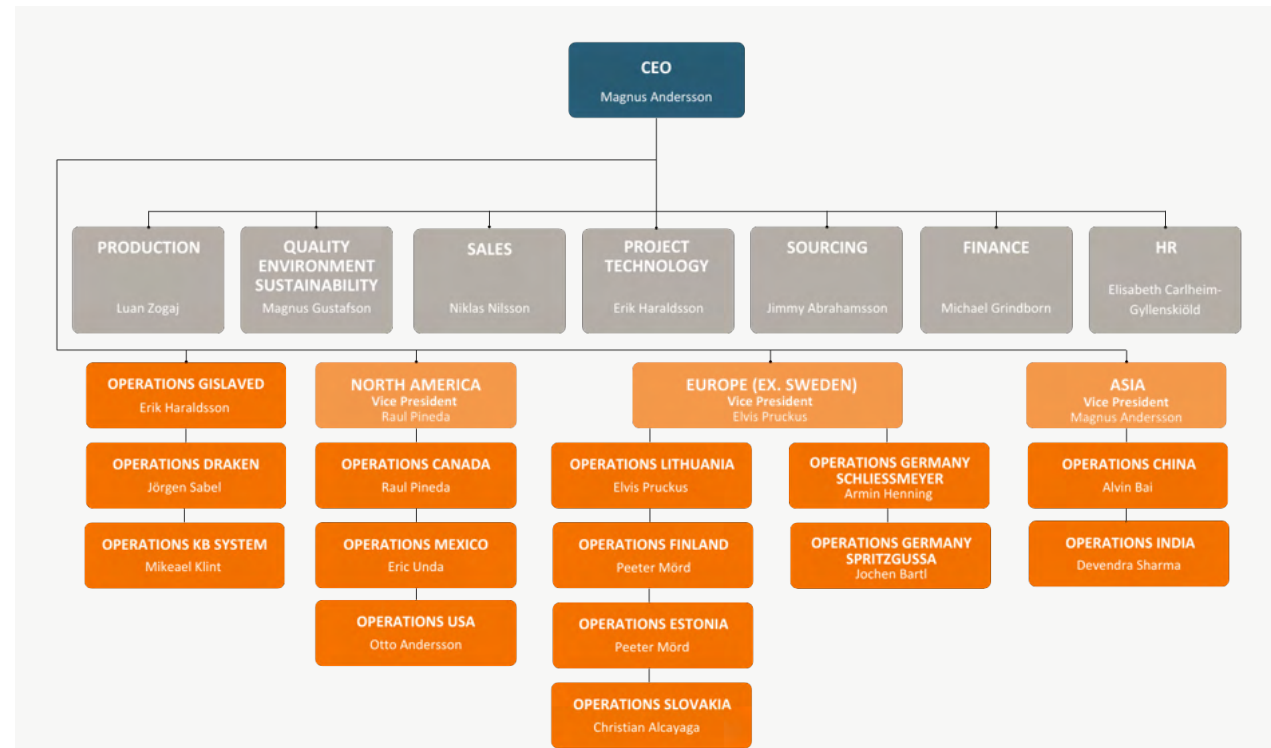 CEO
Magnus Andersson
PRODUCTION
Luan Zogaj
QUALITY
ENVIRONMENT
SUSTAINABILITY
Magnus Gustafson
SALES
Niklas Nilsson
PROJECT
TECHNOLOGY
Erik Haraldsson
SOURCING
Jimmy Abrahamsson
FINANCE
Michael Grindborn
HR
Elisabeth Carlheim-
Gyllenskiöld
OPERATIONS GISLAVED
Erik Haraldsson
OPERATIONS DRAKEN
Jörgen Sabel
OPERATIONS KB SYSTEM
Mikeael Klint
NORTH AMERICA
Vice President
Raul Pineda
OPERATIONS CANADA
Raul Pineda
OPERATIONS MEXICO
Eric Unda
OPERATIONS USA
Otto Andersson
EUROPE (EX. SWEDEN)
Vice President
Elvis Pruckus
OPERATIONS LITHUANIA
Elvis Pruckus
OPERATIONS FINLAND
Peeter Mörd
OPERATIONS ESTONIA
Peeter Mörd
OPERATIONS SLOVAKIA
Christian Alcayaga
OPERATIONS GERMANY
SCHLIESSMEYER
Armin Henning
OPERATIONS GERMANY
SPRITZGUSSA
Jochen Bartl
ASIA
Vice President
Magnus Andersson
OPERATIONS CHINA
Alvin Bai
OPERATIONS INDIA
Devendra Sharma